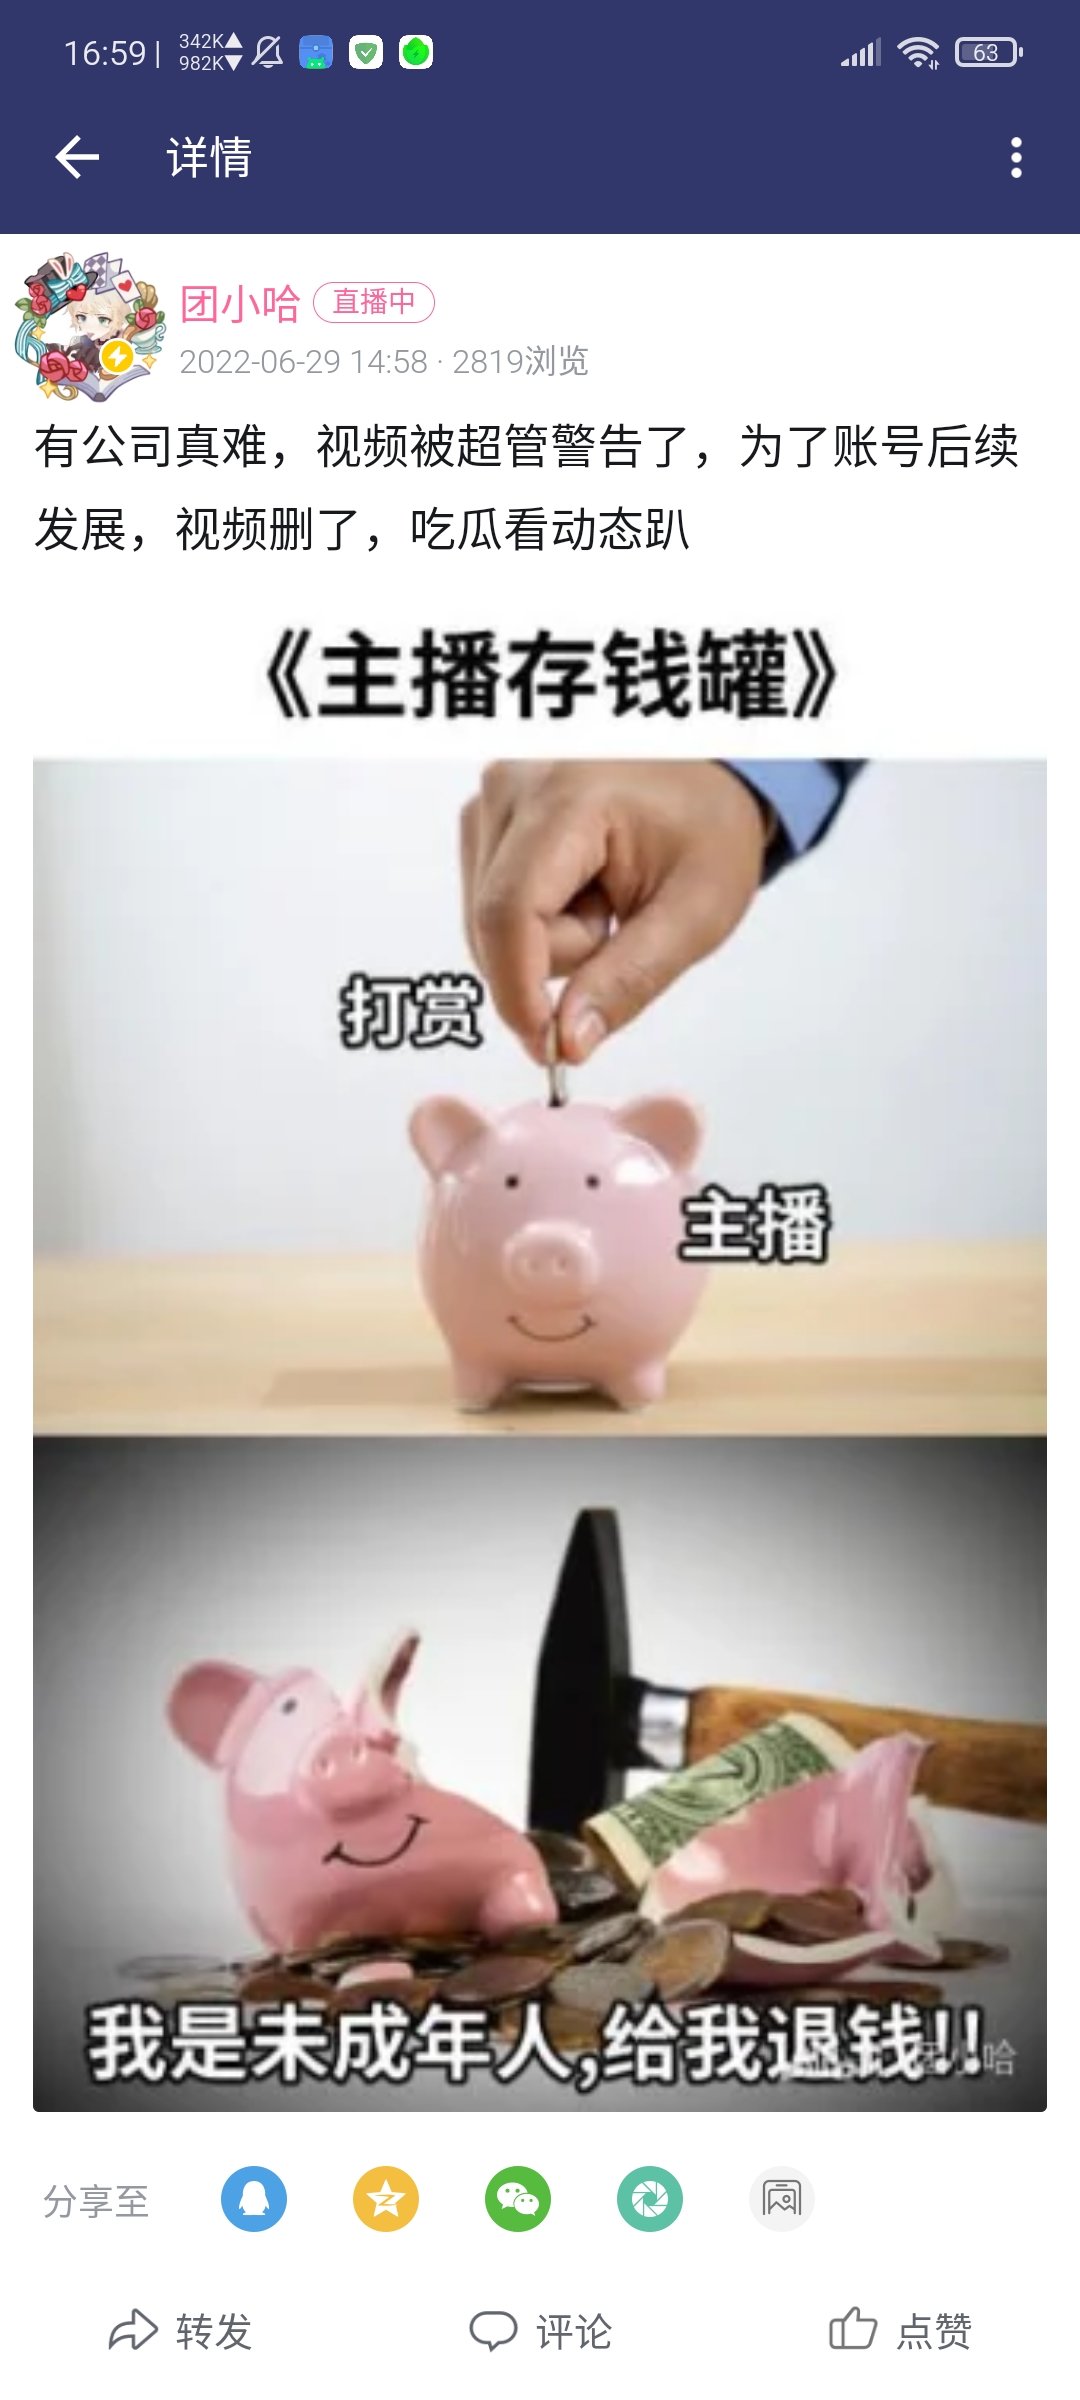 16:59 | 342K 982K 63
详情
团小哈 直播中
2022-06-29 14:58 · 2819浏览
有公司真难，视频被超管警告了，为了账号后续
发展，视频删了，吃瓜看动态趴
《主播存钱罐》
打赏
主播
我是未成年人,给我退钱!!
分享至
转发 评论 点赞